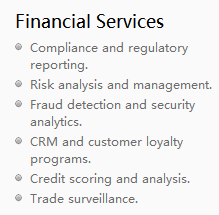 Financial Services
Compliance and regulatory
reporting.
Risk analysis and management.
Fraud detection and security
analytics.
CRM and customer loyalty
programs.
Credit scoring and analysis.
Trade surveillance.